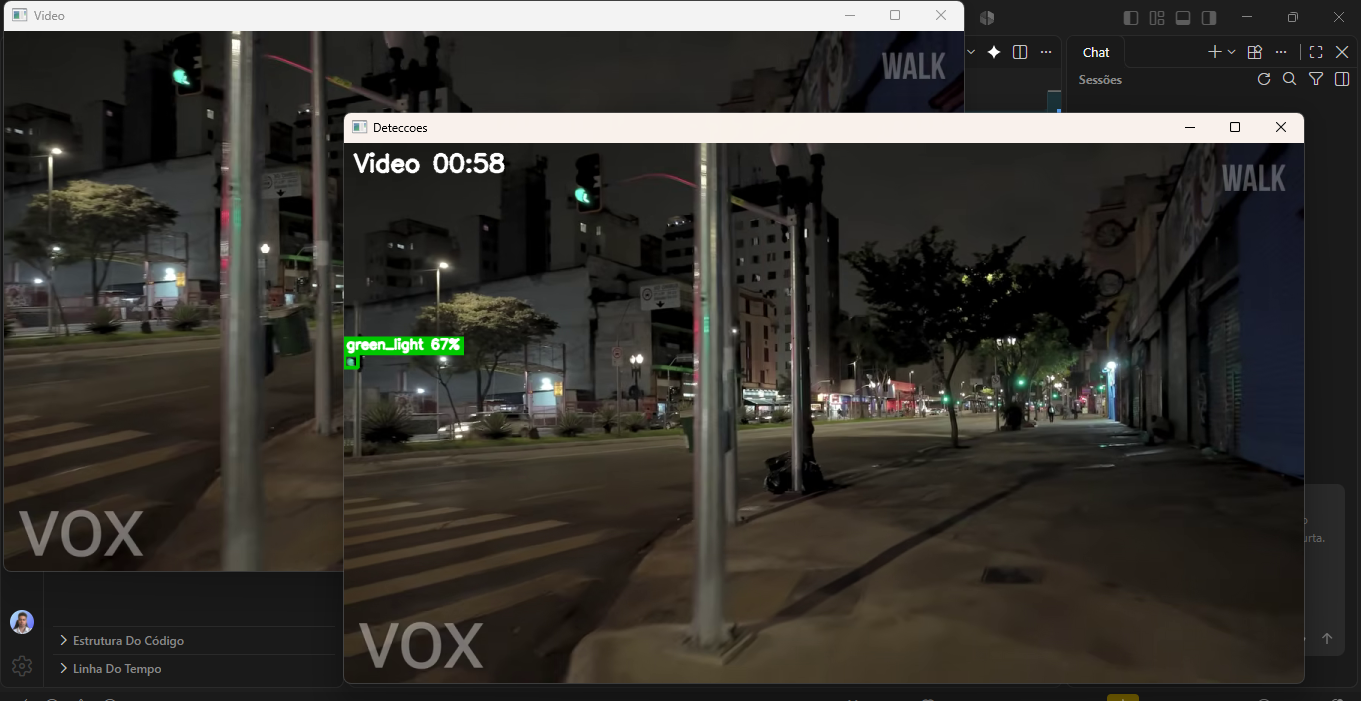 Video
WALK
Chat
Sessões
Deteccoes
Video 00:58
WALK
green_light 67%
VOX
VOX
urta.
Estrutura Do Código
Linha Do Tempo